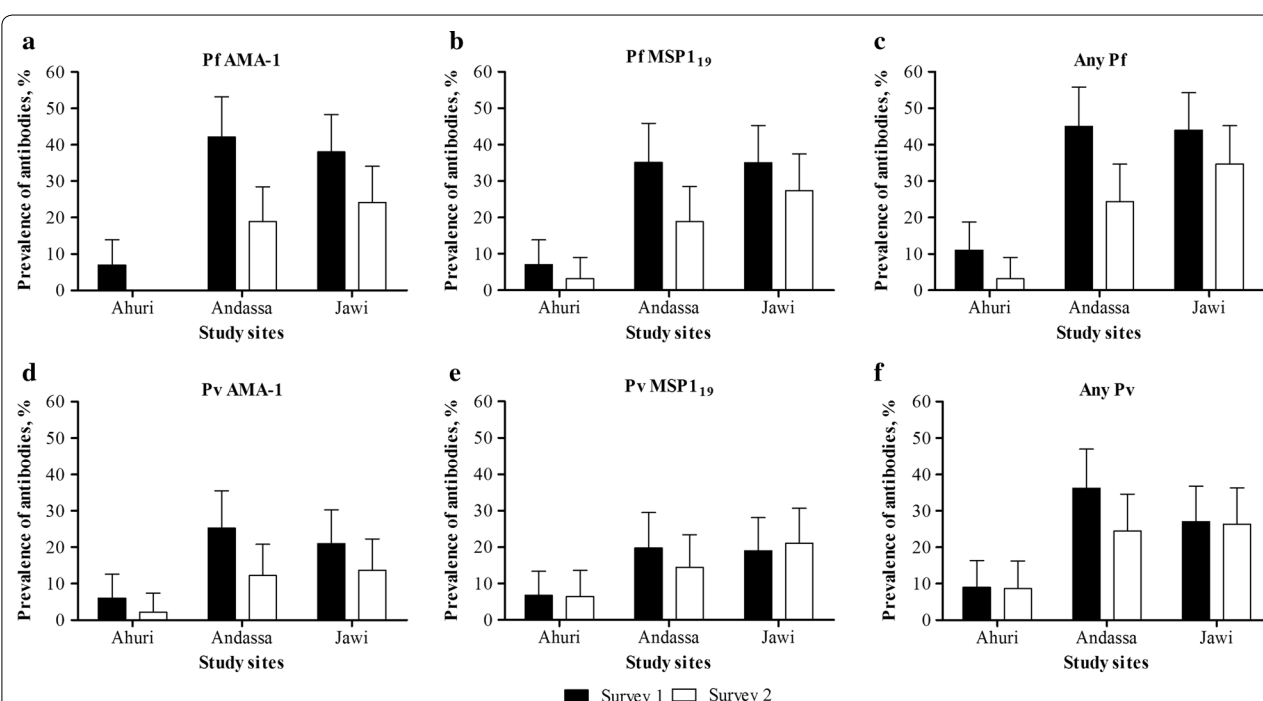 a
Pf AMA-1
Prevalence of antibodies, %
60
50
40
30
20
10
0
Ahuri Andassa Jawi
Study sites
b
Pf MSP1₁₉
Prevalence of antibodies, %
60
50
40
30
20
10
0
Ahuri Andassa Jawi
Study sites
c
Any Pf
Prevalence of antibodies, %
60
50
40
30
20
10
0
Ahuri Andassa Jawi
Study sites
d
Pv AMA-1
Prevalence of antibodies, %
60
50
40
30
20
10
0
Ahuri Andassa Jawi
Study sites
e
Pv MSP1₁₉
Prevalence of antibodies, %
60
50
40
30
20
10
0
Ahuri Andassa Jawi
Study sites
f
Any Pv
Prevalence of antibodies, %
60
50
40
30
20
10
0
Ahuri Andassa Jawi
Study sites
Survey 1 Survey 2